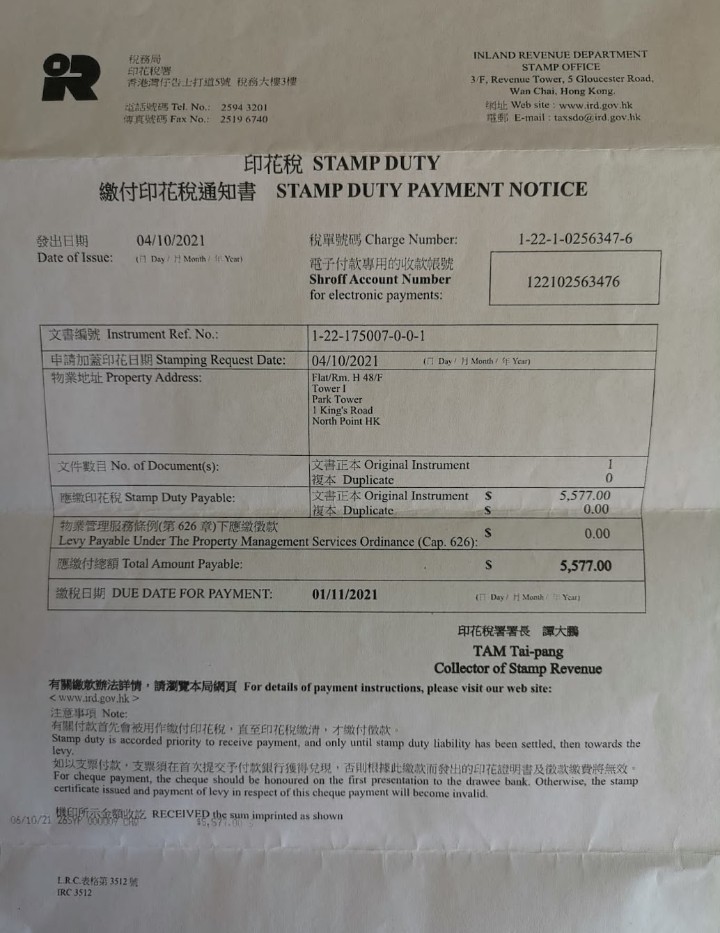 稅務局
印花稅署
香港灣仔告士打道5號 稅務大樓3樓
電話號碼 Tel. No.: 2594 3201
傳真號碼 Fax No.: 2519 6740
INLAND REVENUE DEPARTMENT
STAMP OFFICE
3/F, Revenue Tower, 5 Gloucester Road,
Wan Chai, Hong Kong.
網址 Web site : www.ird.gov.hk
電郵 E-mail : taxsdo@ird.gov.hk
印花稅 STAMP DUTY
繳付印花稅通知書 STAMP DUTY PAYMENT NOTICE
發出日期 04/10/2021
Date of Issue: (日 Day / 月 Month / 年 Year)
稅單號碼 Charge Number: 1-22-1-0256347-6
電子付款專用的收款帳號
Shroff Account Number
for electronic payments:
122102563476
文書編號 Instrument Ref. No.: 1-22-175007-0-0-1
申請加蓋印花日期 Stamping Request Date: 04/10/2021 (日 Day / 月 Month / 年 Year)
物業地址 Property Address: Flat/Rm. H 48/F
Tower I
Park Tower
1 King's Road
North Point HK
文件數目 No. of Document(s): 文書正本 Original Instrument 1
複本 Duplicate 0
應繳印花稅 Stamp Duty Payable: 文書正本 Original Instrument $ 5,577.00
複本 Duplicate $ 0.00
物業管理服務條例(第 626 章)下應繳徵款
Levy Payable Under The Property Management Services Ordinance (Cap. 626): $ 0.00
應繳付總額 Total Amount Payable: $ 5,577.00
繳稅日期 DUE DATE FOR PAYMENT: 01/11/2021 (日 Day / 月 Month / 年 Year)
印花稅署署長 譚大鵬
TAM Tai-pang
Collector of Stamp Revenue
有關繳款辦法詳情，請瀏覽本局網頁 For details of payment instructions, please visit our web site:
< www.ird.gov.hk >
注意事項 Note:
有關付款首先會被用作繳付印花稅，直至印花稅繳清，才繳付徵款。
Stamp duty is accorded priority to receive payment, and only until stamp duty liability has been settled, then towards the
levy.
如以支票付款，支票須在首次提交予付款銀行獲得兌現，否則根據此繳款而發出的印花證明書及徵款繳費將無效。
For cheque payment, the cheque should be honoured on the first presentation to the drawee bank. Otherwise, the stamp
certificate issued and payment of levy in respect of this cheque payment will become invalid.
機印所示金額收訖 RECEIVED the sum imprinted as shown
06/10/21
I.R.C.表格第 3512 號
IRC 3512